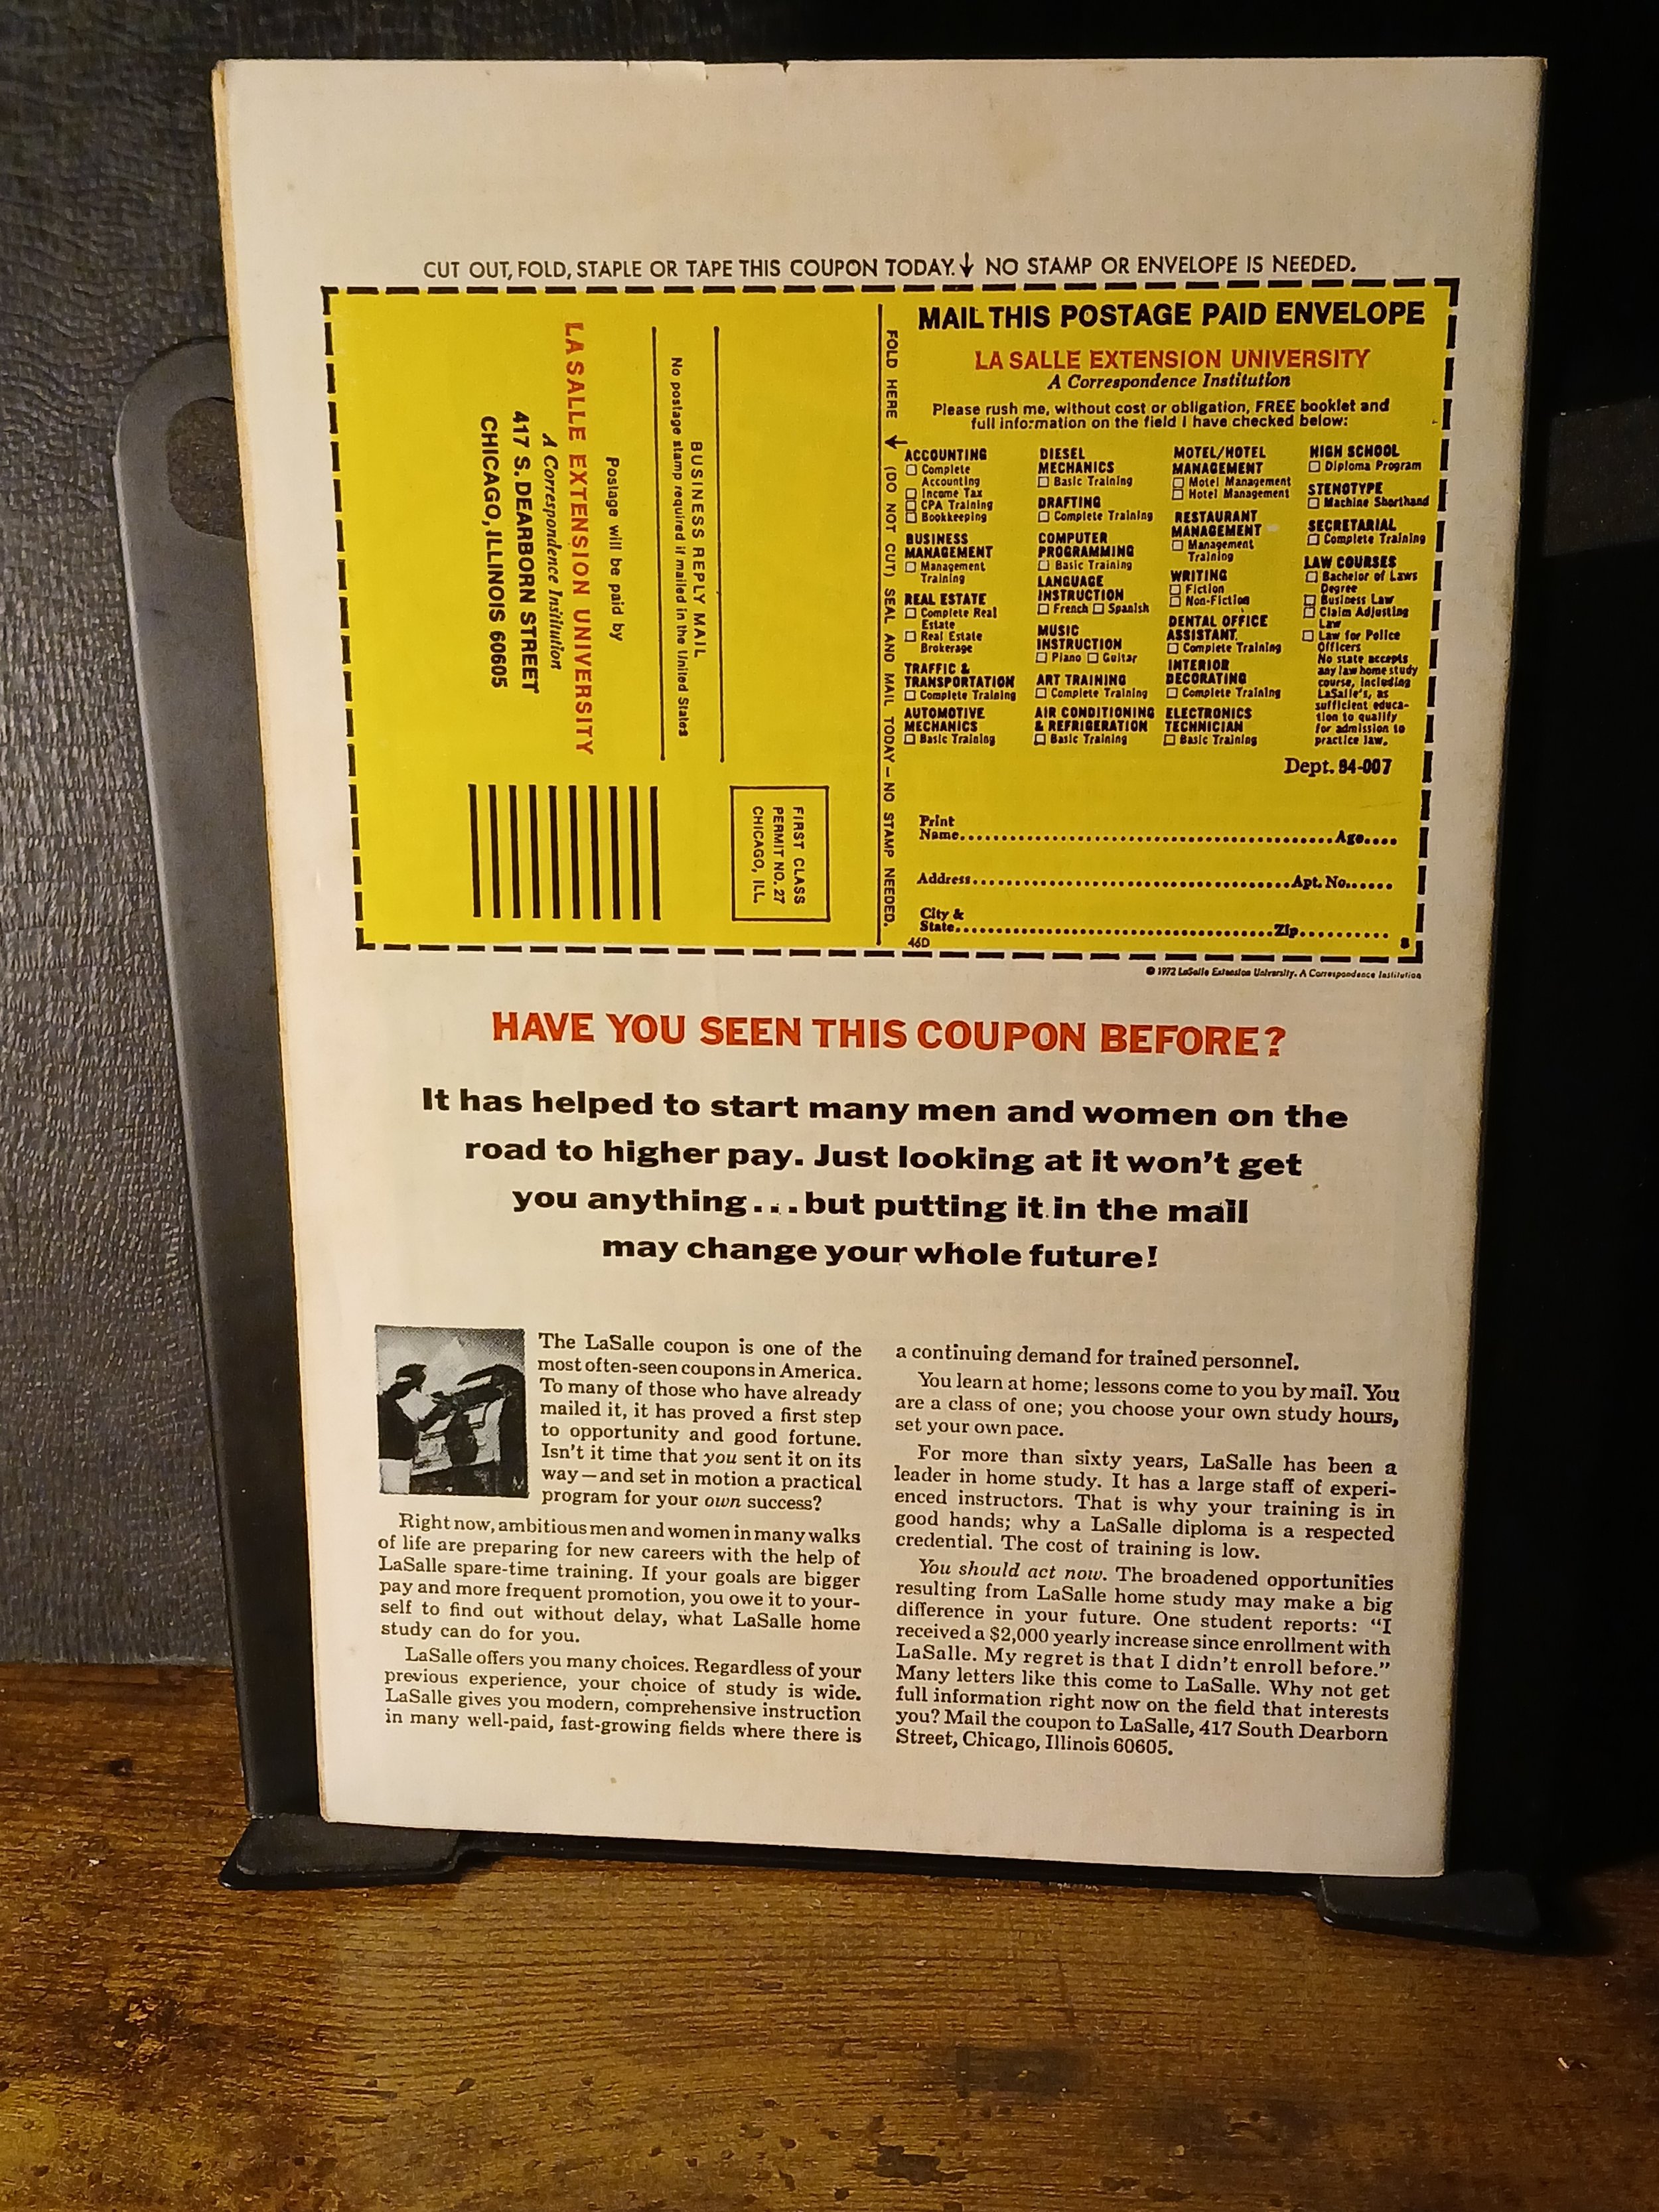 CUT OUT, FOLD, STAPLE OR TAPE THIS COUPON TODAY.↓ NO STAMP OR ENVELOPE IS NEEDED.
LA SALLE EXTENSION UNIVERSITY
A Correspondence Institution
417 S. DEARBORN STREET
CHICAGO, ILLINOIS 60605
Postage will be paid by
BUSINESS REPLY MAIL
No postage stamp required if mailed in the United States
FIRST CLASS
PERMIT NO. 27
CHICAGO, ILL.
FOLD HERE → (DO NOT CUT) SEAL AND MAIL TODAY — NO STAMP NEEDED.
MAIL THIS POSTAGE PAID ENVELOPE
LA SALLE EXTENSION UNIVERSITY
A Correspondence Institution
Please rush me, without cost or obligation, FREE booklet and
full information on the field I have checked below:
ACCOUNTING
☐ Complete
Accounting
☐ Income Tax
☐ CPA Training
☐ Bookkeeping
BUSINESS
MANAGEMENT
☐ Management
Training
REAL ESTATE
☐ Complete Real
Estate
☐ Real Estate
Brokerage
TRAFFIC &
TRANSPORTATION
☐ Complete Training
AUTOMOTIVE
MECHANICS
☐ Basic Training
DIESEL
MECHANICS
☐ Basic Training
DRAFTING
☐ Complete Training
COMPUTER
PROGRAMMING
☐ Basic Training
LANGUAGE
INSTRUCTION
☐ French ☐ Spanish
MUSIC
INSTRUCTION
☐ Piano ☐ Guitar
ART TRAINING
☐ Complete Training
AIR CONDITIONING
& REFRIGERATION
☐ Basic Training
MOTEL/HOTEL
MANAGEMENT
☐ Motel Management
☐ Hotel Management
RESTAURANT
MANAGEMENT
☐ Management
Training
WRITING
☐ Fiction
☐ Non-Fiction
DENTAL OFFICE
ASSISTANT
☐ Complete Training
INTERIOR
DECORATING
☐ Complete Training
ELECTRONICS
TECHNICIAN
☐ Basic Training
HIGH SCHOOL
☐ Diploma Program
STENOTYPE
☐ Machine Shorthand
SECRETARIAL
☐ Complete Training
LAW COURSES
☐ Bachelor of Laws
Degree
☐ Business Law
☐ Claim Adjusting
Law
☐ Law for Police
Officers
No state accepts
any law home study
course, including
LaSalle's, as
sufficient educa-
tion to qualify
for admission to
practice law.
Dept. 94-007
Print
Name.......... Age....
Address.......... Apt. No......
City &
State.......... Zip..........
46D 8
© 1972 LaSalle Extension University. A Correspondence Institution
HAVE YOU SEEN THIS COUPON BEFORE?
It has helped to start many men and women on the
road to higher pay. Just looking at it won't get
you anything...but putting it in the mail
may change your whole future!
The LaSalle coupon is one of the
most often-seen coupons in America.
To many of those who have already
mailed it, it has proved a first step
to opportunity and good fortune.
Isn't it time that you sent it on its
way—and set in motion a practical
program for your own success?
Right now, ambitious men and women in many walks
of life are preparing for new careers with the help of
LaSalle spare-time training. If your goals are bigger
pay and more frequent promotion, you owe it to your-
self to find out without delay, what LaSalle home
study can do for you.
LaSalle offers you many choices. Regardless of your
previous experience, your choice of study is wide.
LaSalle gives you modern, comprehensive instruction
in many well-paid, fast-growing fields where there is
a continuing demand for trained personnel.
You learn at home; lessons come to you by mail. You
are a class of one; you choose your own study hours,
set your own pace.
For more than sixty years, LaSalle has been a
leader in home study. It has a large staff of experi-
enced instructors. That is why your training is in
good hands; why a LaSalle diploma is a respected
credential. The cost of training is low.
You should act now. The broadened opportunities
resulting from LaSalle home study may make a big
difference in your future. One student reports: "I
received a $2,000 yearly increase since enrollment with
LaSalle. My regret is that I didn't enroll before."
Many letters like this come to LaSalle. Why not get
full information right now on the field that interests
you? Mail the coupon to LaSalle, 417 South Dearborn
Street, Chicago, Illinois 60605.